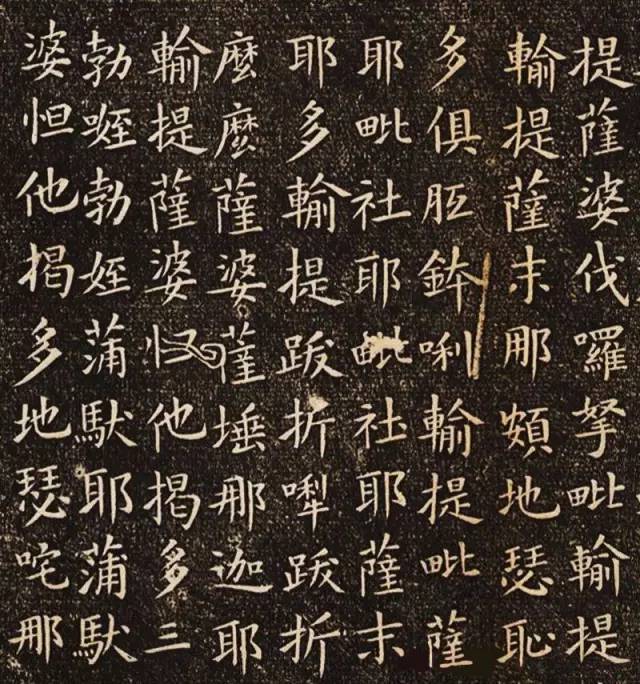 提薩婆伐囉拏毗輸提
輸提薩末那頞地瑟恥
多俱胝鉢唎輸提毗薩
耶毗社耶毗社耶薩末
耶多輸提跋折𠼝跋折
麼麼薩婆薩埵那迦耶
輸提薩婆怛他揭多三
勃勃姪蒲馱耶蒲馱
婆怛他揭多地瑟咤那